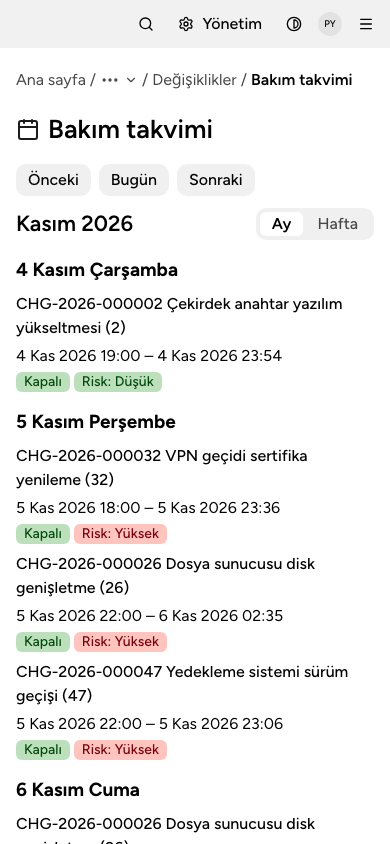 Yönetim
PY
Ana sayfa / ••• / Değişiklikler / Bakım takvimi
Bakım takvimi
Önceki Bugün Sonraki
Kasım 2026 Ay Hafta
4 Kasım Çarşamba
CHG-2026-000002 Çekirdek anahtar yazılım
yükseltmesi (2)
4 Kas 2026 19:00 – 4 Kas 2026 23:54
Kapalı Risk: Düşük
5 Kasım Perşembe
CHG-2026-000032 VPN geçidi sertifika
yenileme (32)
5 Kas 2026 18:00 – 5 Kas 2026 23:36
Kapalı Risk: Yüksek
CHG-2026-000026 Dosya sunucusu disk
genişletme (26)
5 Kas 2026 22:00 – 6 Kas 2026 02:35
Kapalı Risk: Yüksek
CHG-2026-000047 Yedekleme sistemi sürüm
geçişi (47)
5 Kas 2026 22:00 – 5 Kas 2026 23:06
Kapalı Risk: Yüksek
6 Kasım Cuma
CHG-2026-000026 Dosya sunucusu disk